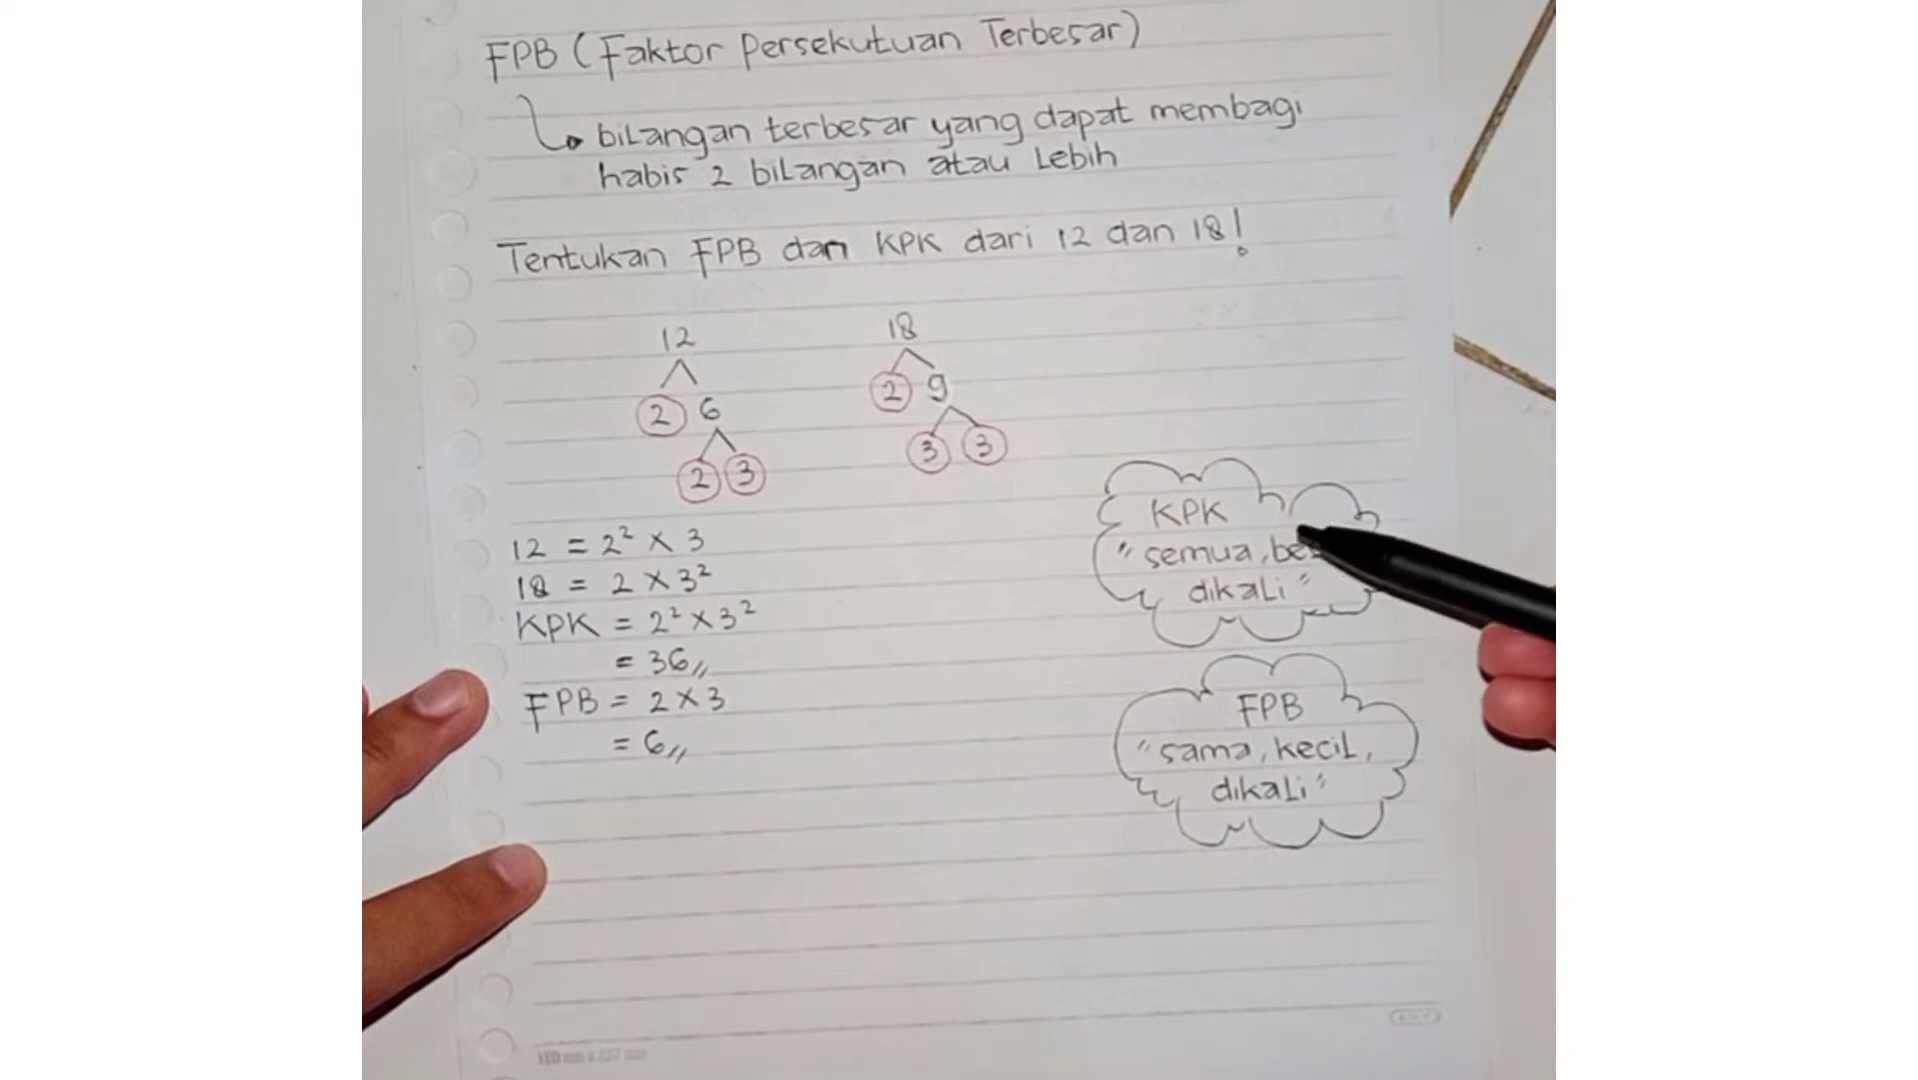 FPB (Faktor Persekutuan Terbesar)
bilangan terbesar yang dapat membagi
habis 2 bilangan atau Lebih
Tentukan FPB dan KPK dari 12 dan 18!
12
2 6
2 3
18
2 9
3 3
12 = 2² x 3
18 = 2 x 3²
KPK = 2² x 3²
= 36,,
FPB = 2 x 3
= 6,,
KPK
"semua,
dikali"
FPB
"sama, kecil,
dikali"